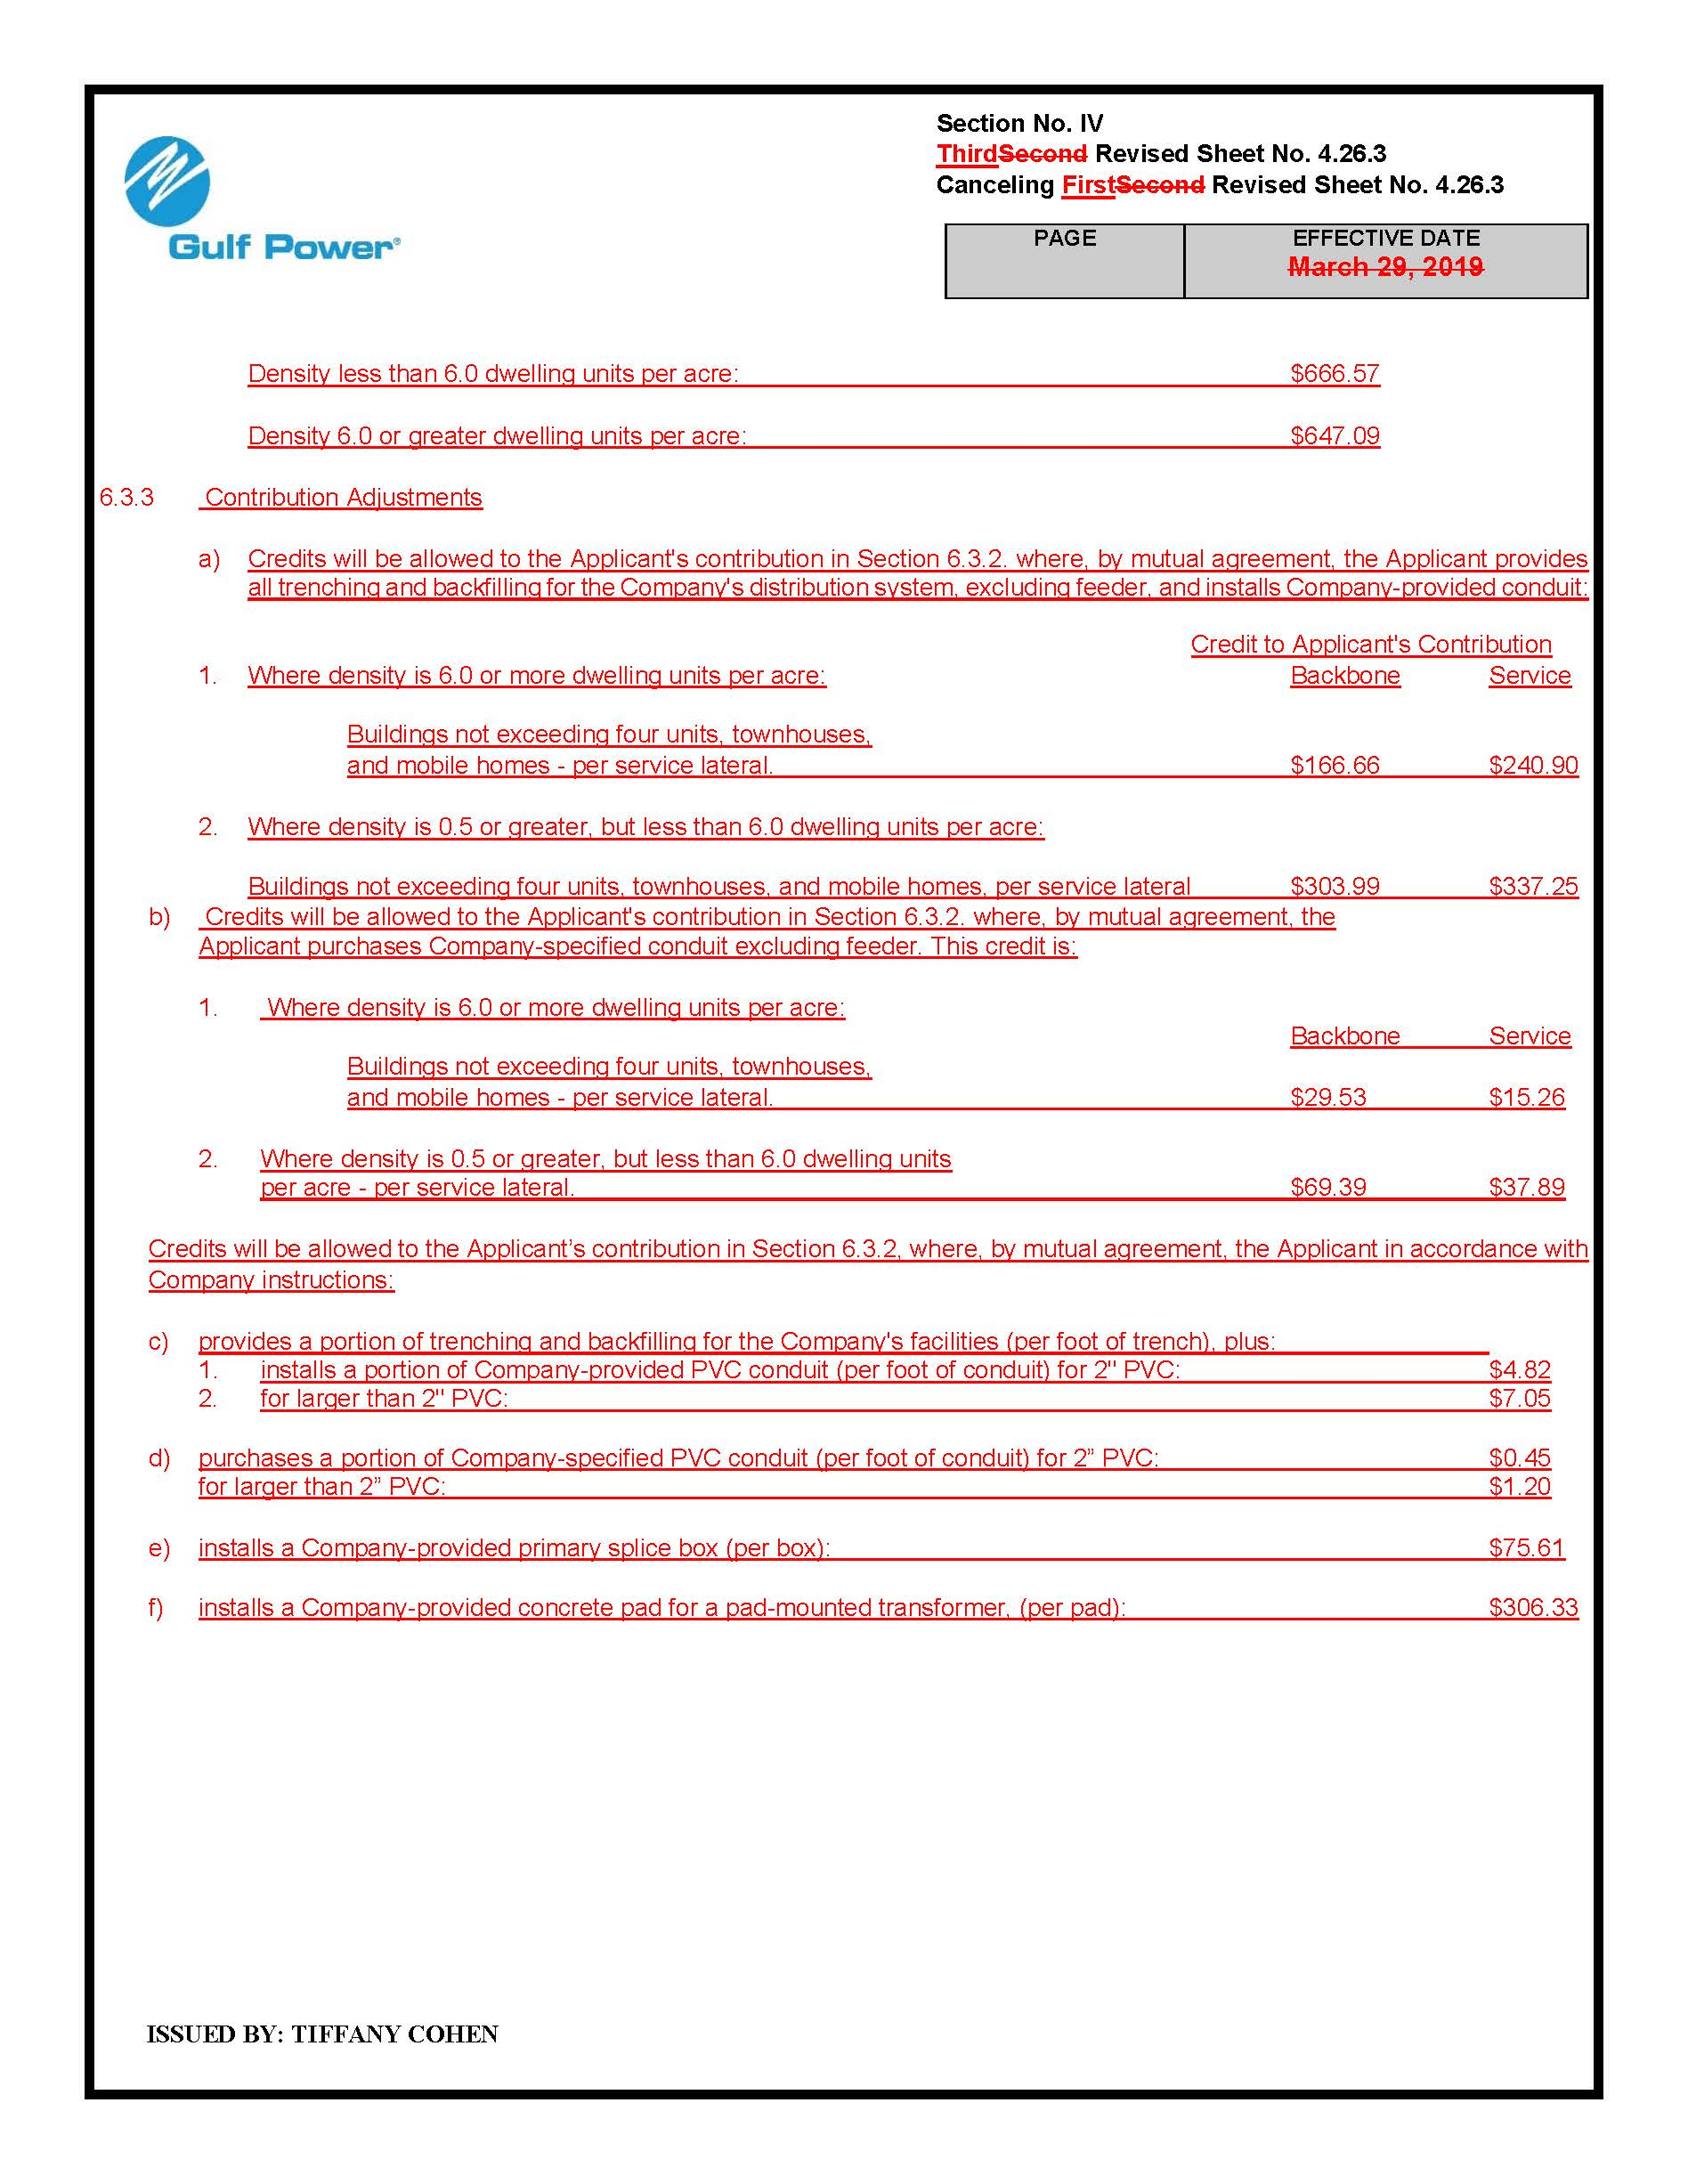 Section No. IV
ThirdSecond Revised Sheet No. 4.26.3
Canceling FirstSecond Revised Sheet No. 4.26.3
Gulf Power®
PAGE EFFECTIVE DATE
March 29, 2019
Density less than 6.0 dwelling units per acre: $666.57
Density 6.0 or greater dwelling units per acre: $647.09
6.3.3 Contribution Adjustments
a) Credits will be allowed to the Applicant's contribution in Section 6.3.2. where, by mutual agreement, the Applicant provides
all trenching and backfilling for the Company's distribution system, excluding feeder, and installs Company-provided conduit:
Credit to Applicant's Contribution
1. Where density is 6.0 or more dwelling units per acre: Backbone Service
Buildings not exceeding four units, townhouses,
and mobile homes - per service lateral. $166.66 $240.90
2. Where density is 0.5 or greater, but less than 6.0 dwelling units per acre:
Buildings not exceeding four units, townhouses, and mobile homes, per service lateral $303.99 $337.25
b) Credits will be allowed to the Applicant's contribution in Section 6.3.2. where, by mutual agreement, the
Applicant purchases Company-specified conduit excluding feeder. This credit is:
1. Where density is 6.0 or more dwelling units per acre:
Backbone Service
Buildings not exceeding four units, townhouses,
and mobile homes - per service lateral. $29.53 $15.26
2. Where density is 0.5 or greater, but less than 6.0 dwelling units
per acre - per service lateral. $69.39 $37.89
Credits will be allowed to the Applicant’s contribution in Section 6.3.2, where, by mutual agreement, the Applicant in accordance with
Company instructions:
c) provides a portion of trenching and backfilling for the Company's facilities (per foot of trench), plus:
1. installs a portion of Company-provided PVC conduit (per foot of conduit) for 2" PVC: $4.82
2. for larger than 2" PVC: $7.05
d) purchases a portion of Company-specified PVC conduit (per foot of conduit) for 2” PVC: $0.45
for larger than 2” PVC: $1.20
e) installs a Company-provided primary splice box (per box): $75.61
f) installs a Company-provided concrete pad for a pad-mounted transformer, (per pad): $306.33
ISSUED BY: TIFFANY COHEN